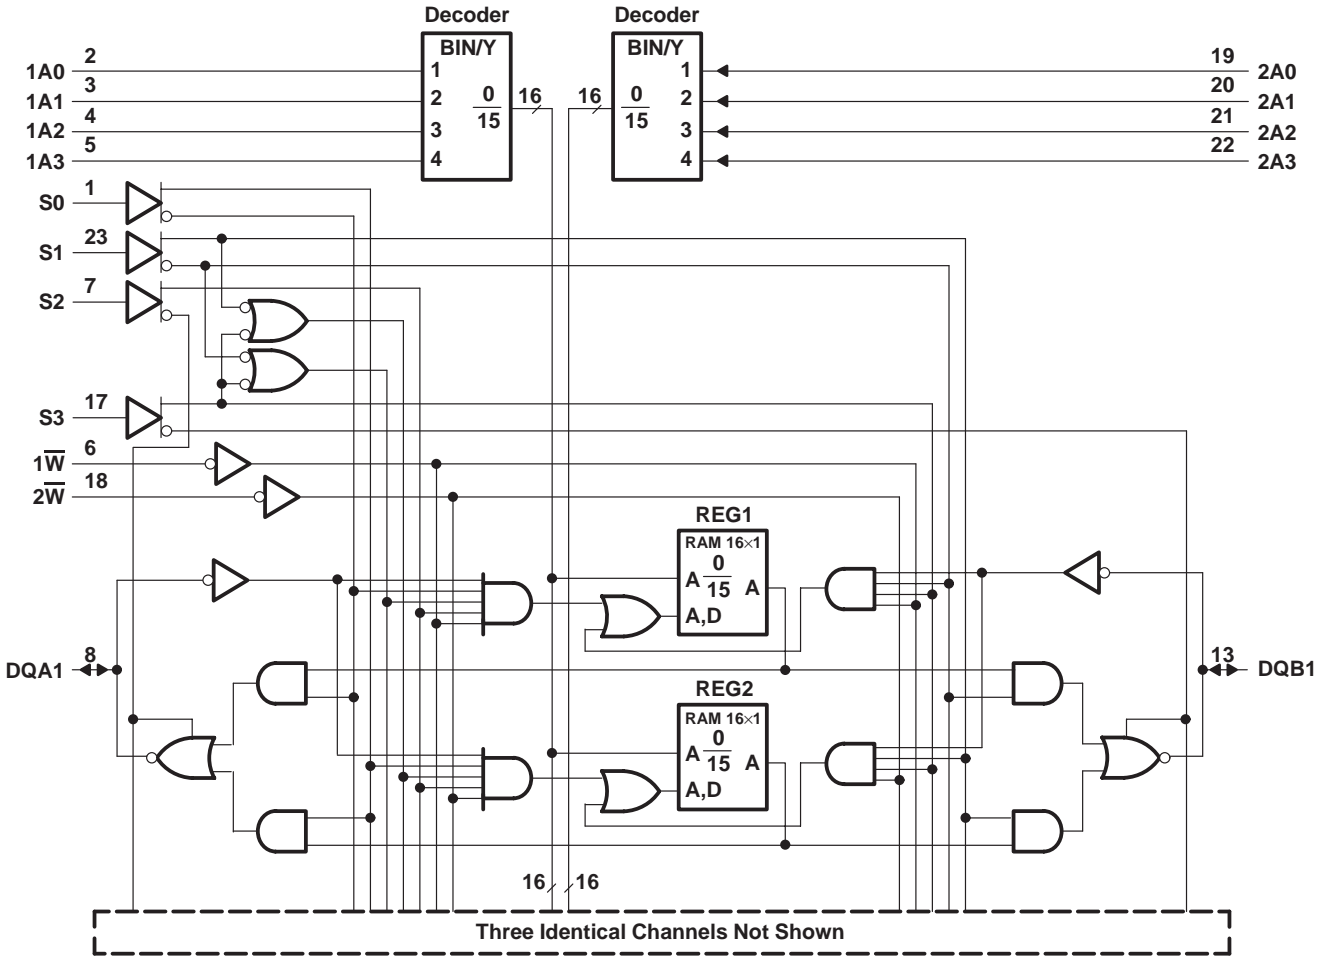 Decoder Decoder
BIN/Y BIN/Y
1A0 2 1 1 19 2A0
1A1 3 2 0/15 16 16 0/15 2 20 2A1
1A2 4 3 3 21 2A2
1A3 5 4 4 22 2A3
S0 1
S1 23
S2 7
S3 17
1W̅ 6
2W̅ 18
REG1
RAM 16×1
A 0/15 A
A,D
DQA1 8 13 DQB1
REG2
RAM 16×1
A 0/15 A
A,D
16 16
Three Identical Channels Not Shown